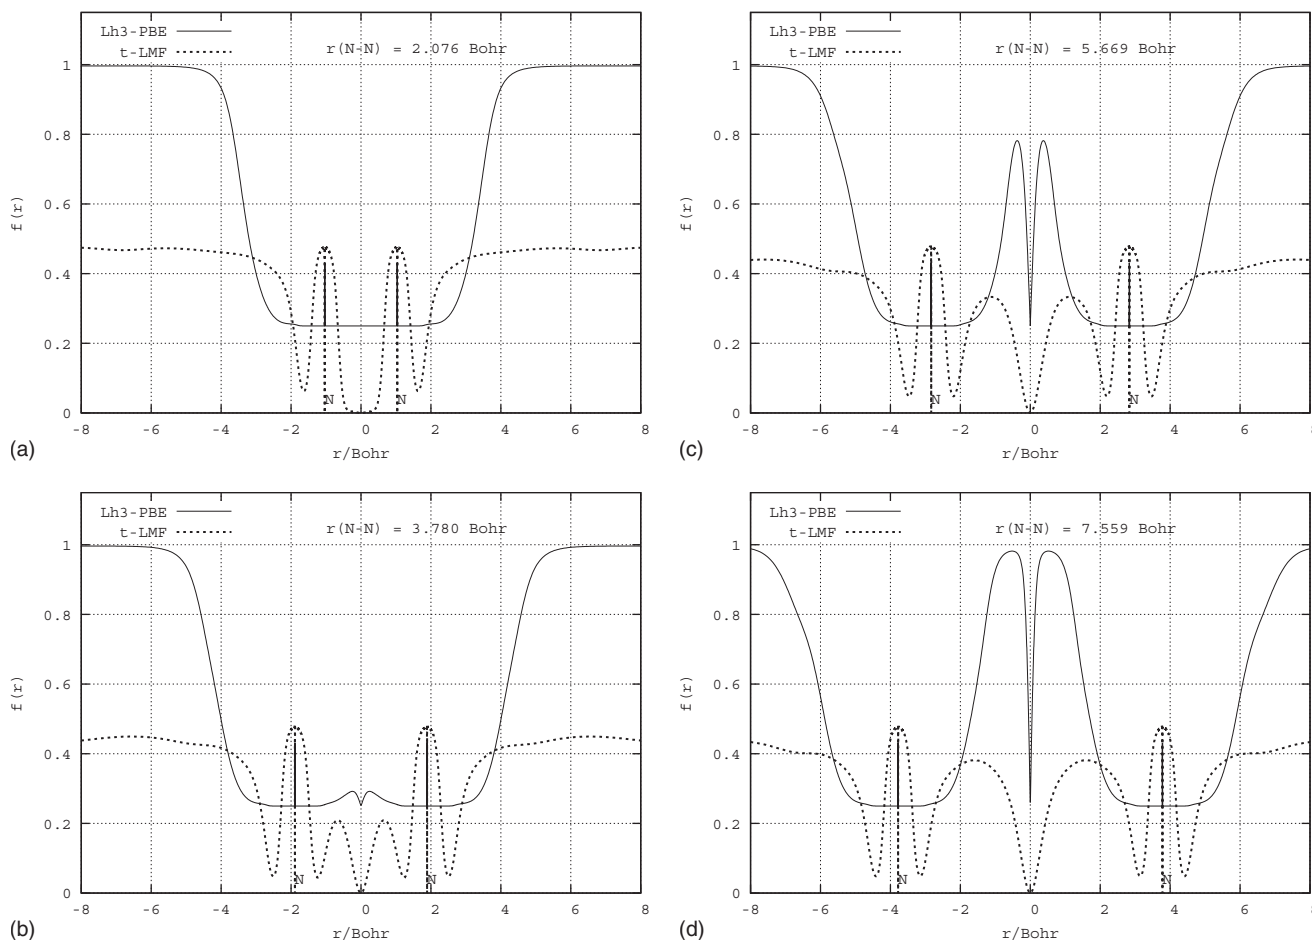 Lh3-PBE
t-LMF
r(N-N) = 2.076 Bohr
1
0.8
0.6
0.4
0.2
0
f(r)
N N
-8 -6 -4 -2 0 2 4 6 8
r/Bohr
(a)
Lh3-PBE
t-LMF
r(N-N) = 5.669 Bohr
1
0.8
0.6
0.4
0.2
0
f(r)
N N
-8 -6 -4 -2 0 2 4 6 8
r/Bohr
(c)
Lh3-PBE
t-LMF
r(N-N) = 3.780 Bohr
1
0.8
0.6
0.4
0.2
0
f(r)
N N
-8 -6 -4 -2 0 2 4 6 8
r/Bohr
(b)
Lh3-PBE
t-LMF
r(N-N) = 7.559 Bohr
1
0.8
0.6
0.4
0.2
0
f(r)
N N
-8 -6 -4 -2 0 2 4 6 8
r/Bohr
(d)